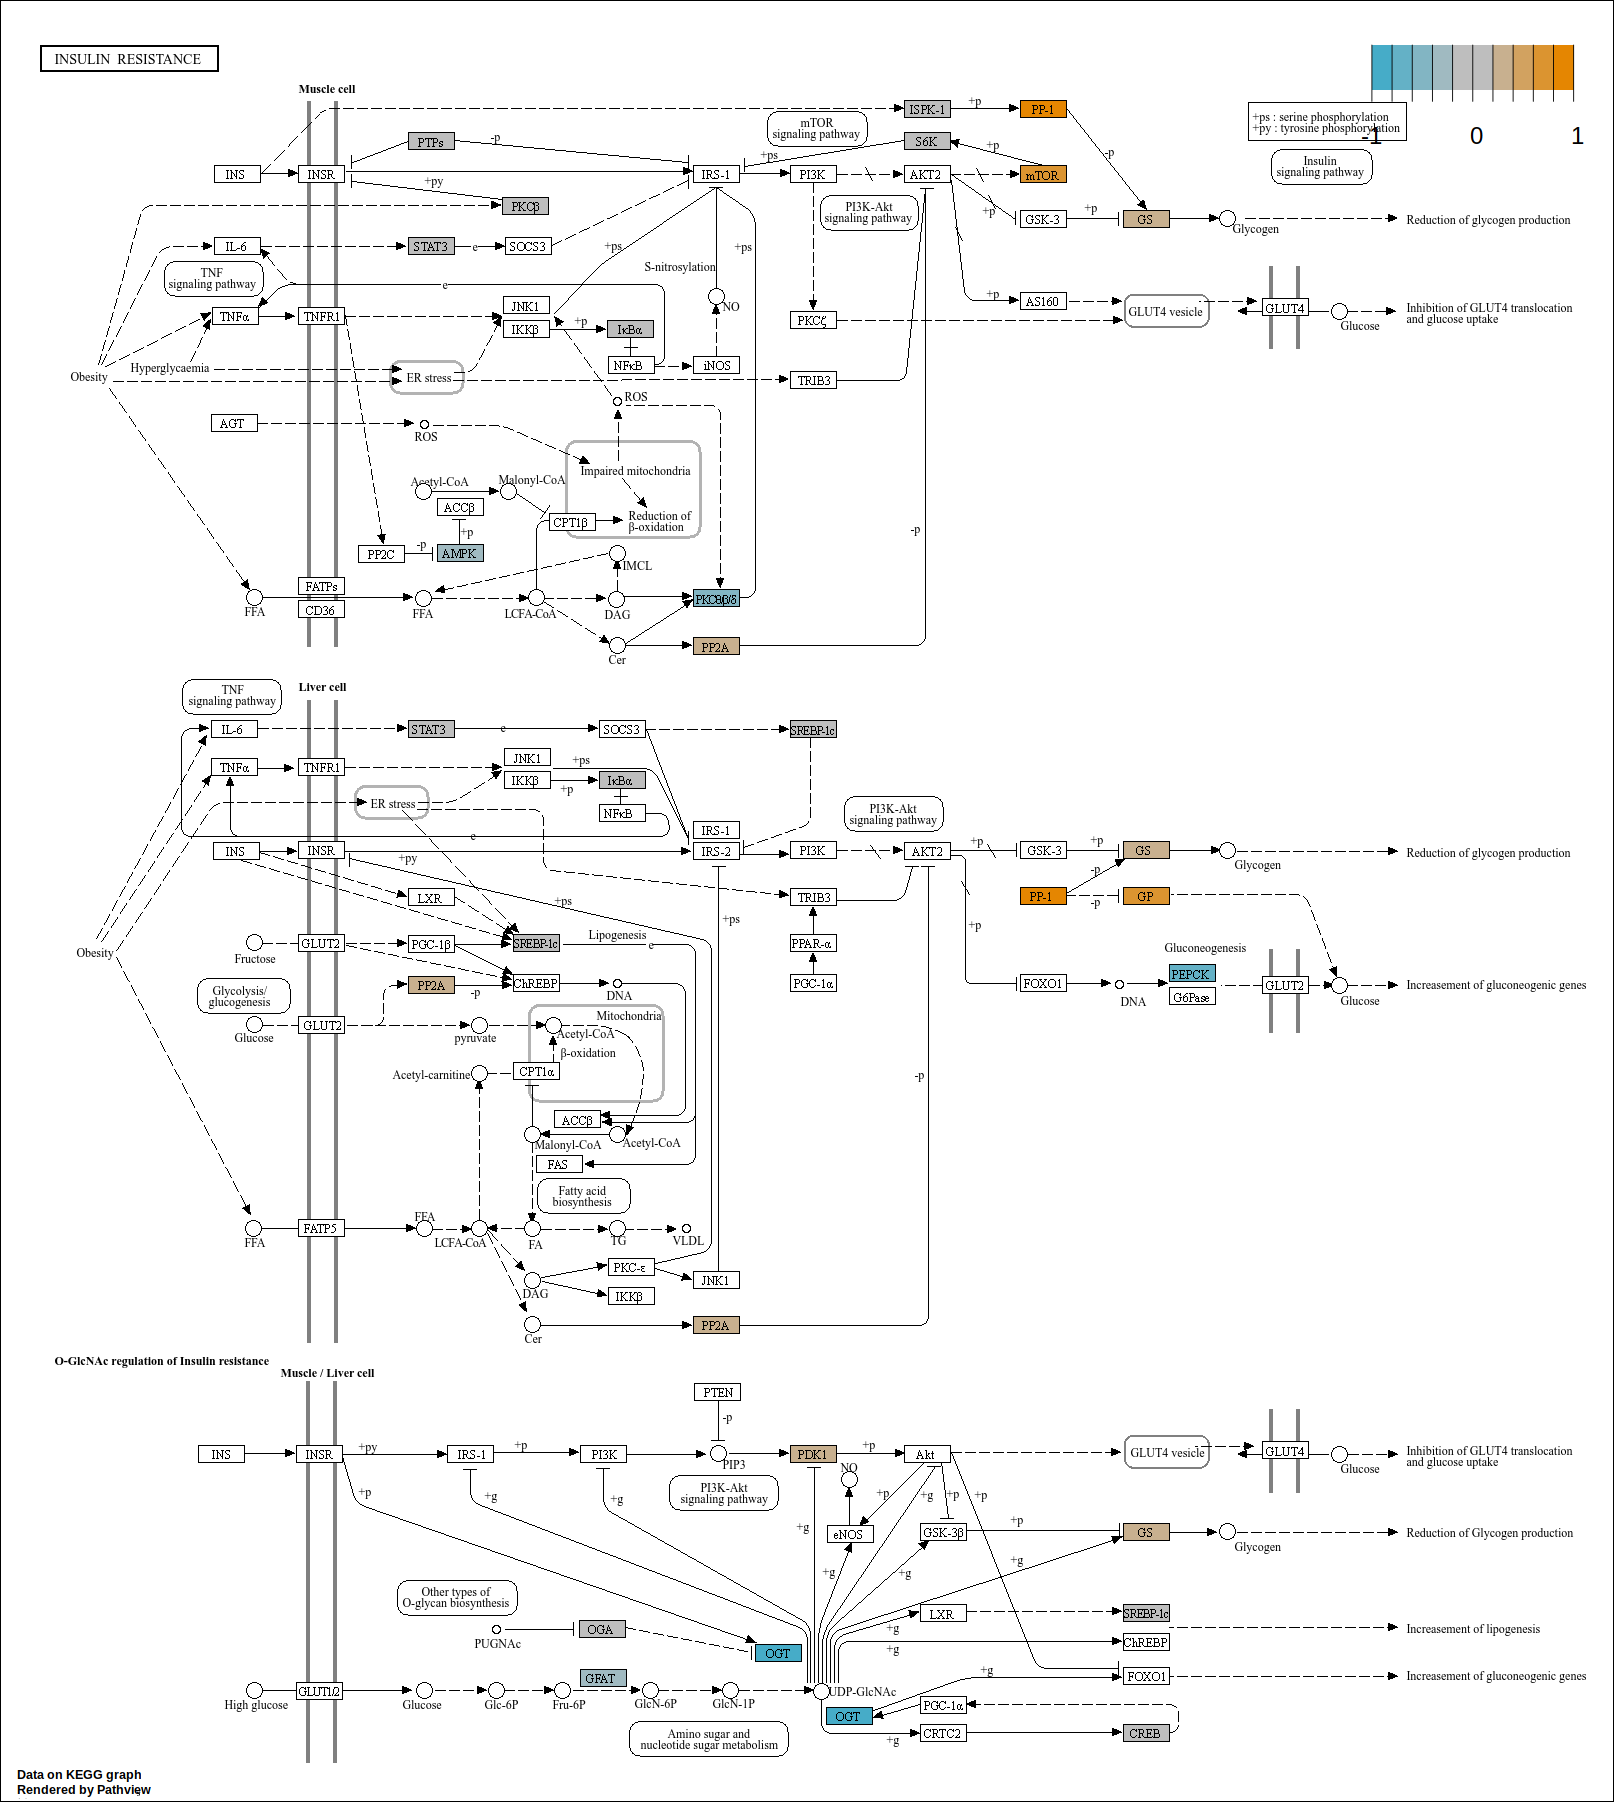 INSULIN RESISTANCE
-1
0
1
+ps : serine phosphorylation
+py : tyrosine phosphorylation
Insulin
signaling pathway
Muscle cell
mTOR
signaling pathway
ISPK-1
+p
PP-1
PTPs
-p
S6K
+p
-p
+ps
INS
INSR
IRS-1
PI3K
AKT2
mTOR
+py
PKCβ
PI3K-Akt
signaling pathway
+p
GSK-3
+p
GS
Glycogen
Reduction of glycogen production
IL-6
STAT3
e
SOCS3
+ps
+ps
TNF
signaling pathway
S-nitrosylation
e
NO
+p
AS160
GLUT4 vesicle
GLUT4
Glucose
Inhibition of GLUT4 translocation
and glucose uptake
TNFα
TNFR1
JNK1
IKKβ
+p
IκBα
PKCζ
NFκB
iNOS
Obesity
Hyperglycaemia
ER stress
TRIB3
ROS
AGT
ROS
Impaired mitochondria
Acetyl-CoA
Malonyl-CoA
ACCβ
CPT1β
Reduction of
β-oxidation
+p
-p
-p
PP2C
AMPK
IMCL
FATPs
CD36
FFA
FFA
LCFA-CoA
DAG
PKCθ/β/δ
Cer
PP2A
TNF
signaling pathway
Liver cell
IL-6
STAT3
e
SOCS3
SREBP-1c
TNFα
TNFR1
JNK1
+ps
IKKβ
+p
IκBα
NFκB
ER stress
PI3K-Akt
signaling pathway
e
IRS-1
INS
INSR
IRS-2
PI3K
AKT2
+p
GSK-3
+p
GS
Glycogen
Reduction of glycogen production
+py
-p
LXR
+ps
+ps
TRIB3
PP-1
-p
GP
+p
Obesity
Fructose
GLUT2
PGC-1β
SREBP-1c
Lipogenesis
e
PPAR-α
Gluconeogenesis
PEPCK
G6Pase
Glycolysis/
glucogenesis
PP2A
-p
ChREBP
DNA
PGC-1α
FOXO1
DNA
GLUT2
Glucose
Increasement of gluconeogenic genes
Mitochondria
Glucose
GLUT2
pyruvate
Acetyl-CoA
β-oxidation
Acetyl-carnitine
CPT1α
-p
ACCβ
Malonyl-CoA
Acetyl-CoA
FAS
Fatty acid
biosynthesis
FFA
FATP5
FFA
LCFA-CoA
FA
TG
VLDL
PKC-ε
DAG
JNK1
IKKβ
Cer
PP2A
O-GlcNAc regulation of Insulin resistance
Muscle / Liver cell
PTEN
-p
INS
INSR
+py
IRS-1
+p
PI3K
PIP3
PDK1
+p
Akt
GLUT4 vesicle
GLUT4
Glucose
Inhibition of GLUT4 translocation
and glucose uptake
NO
PI3K-Akt
signaling pathway
+p
+g
+g
+p
+g
+p
+p
+g
eNOS
GSK-3β
+p
GS
Glycogen
Reduction of Glycogen production
+g
+g
+g
Other types of
O-glycan biosynthesis
LXR
SREBP-1c
PUGNAc
OGA
+g
Increasement of lipogenesis
OGT
+g
ChREBP
GFAT
+g
FOXO1
Increasement of gluconeogenic genes
High glucose
GLUT1/2
Glucose
Glc-6P
Fru-6P
GlcN-6P
GlcN-1P
UDP-GlcNAc
PGC-1α
OGT
Amino sugar and
nucleotide sugar metabolism
+g
CRTC2
CREB
Data on KEGG graph
Rendered by Pathview